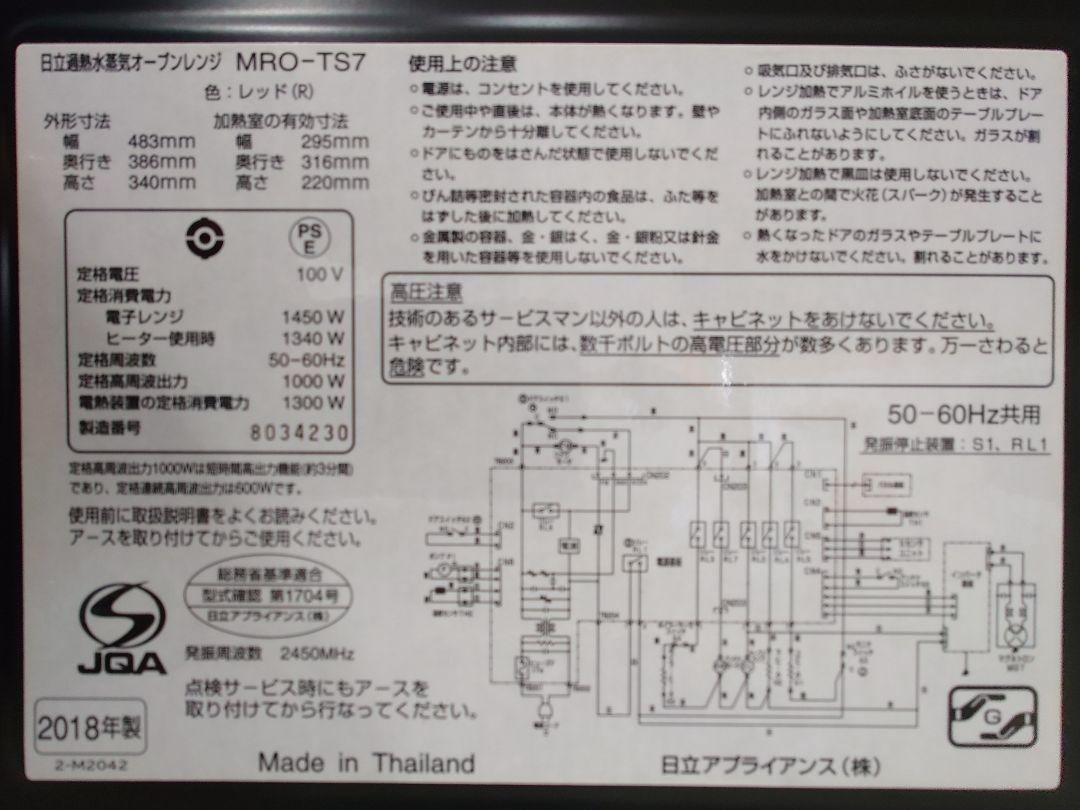 日立過熱水蒸気オーブンレンジ MRO-TS7
色：レッド（R）
外形寸法
幅 483mm
奥行き 386mm
高さ 340mm
加熱室の有効寸法
幅 295mm
奥行き 316mm
高さ 220mm
PS
E
定格電圧 100 V
定格消費電力
電子レンジ 1450 W
ヒーター使用時 1340 W
定格周波数 50-60Hz
定格高周波出力 1000 W
電熱装置の定格消費電力 1300 W
製造番号 8034230
定格高周波出力1000Wは短時間高出力機能(約3分間)
であり、定格連続高周波出力は600Wです。
使用前に取扱説明書をよくお読みください。
アースを取り付けてからご使用ください。
総務省基準適合
型式確認 第1704号
日立アプライアンス（株）
JQA
発振周波数 2450MHz
点検サービス時にもアースを
取り付けてから行なってください。
2018年製
2-M2042
Made in Thailand
使用上の注意
○電源は、コンセントを使用してください。
○ご使用中や直後は、本体が熱くなります。壁や
カーテンから十分離してください。
○ドアにものをはさんだ状態で使用しないでくだ
さい。
○びん詰等密封された容器内の食品は、ふた等を
はずした後に加熱してください。
○金属製の容器、金・銀はく、金・銀粉又は針金
を用いた容器等を使用しないでください。
○吸気口及び排気口は、ふさがないでください。
○レンジ加熱でアルミホイルを使うときは、ドア
内側のガラス面や加熱室底面のテーブルプレー
トにふれないようにしてください。ガラスが割
れることがあります。
○レンジ加熱で黒皿は使用しないでください。
加熱室との間で火花（スパーク）が発生すること
があります。
○熱くなったドアのガラスやテーブルプレートに
水をかけないでください。割れることがあります。
高圧注意
技術のあるサービスマン以外の人は、キャビネットをあけないでください。
キャビネット内部には、数千ボルトの高電圧部分が数多くあります。万一さわると
危険です。
50-60Hz共用
発振停止装置：S1、RL1
CN2
電源
電源基板
インバータ
マグネトロン
G
日立アプライアンス（株）